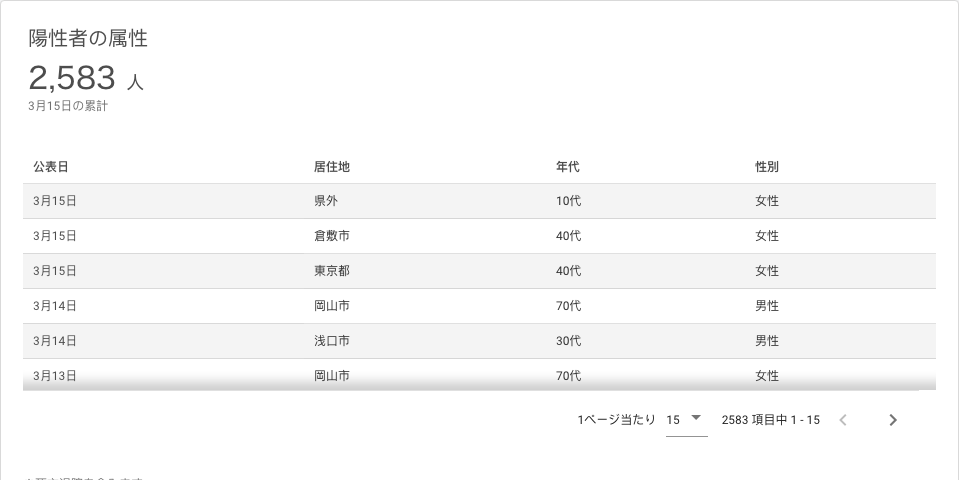 陽性者の属性
2,583 人
3月15日の累計
公表日 居住地 年代 性別
3月15日 県外 10代 女性
3月15日 倉敷市 40代 女性
3月15日 東京都 40代 女性
3月14日 岡山市 70代 男性
3月14日 浅口市 30代 男性
3月13日 岡山市 70代 女性
1ページ当たり 15 2583 項目中 1 - 15